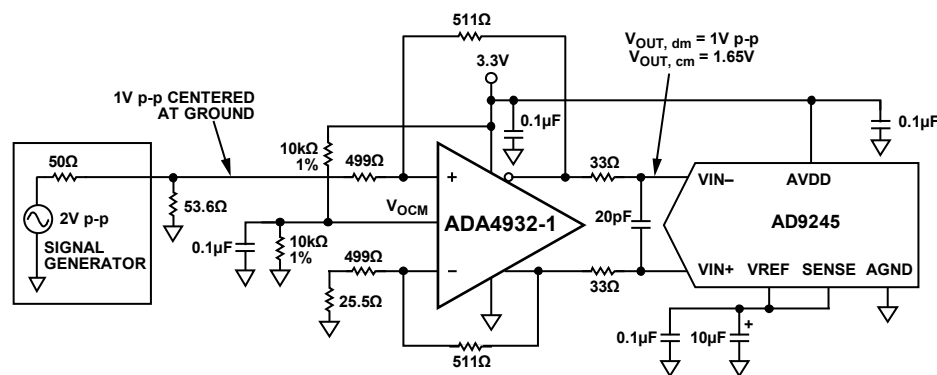 511Ω
V_OUT, dm = 1V p-p
V_OUT, cm = 1.65V
3.3V
1V p-p CENTERED
AT GROUND
0.1µF
0.1µF
10kΩ
1%
50Ω
499Ω
33Ω
VIN–
AVDD
53.6Ω
V_OCM
ADA4932-1
20pF
AD9245
2V p-p
SIGNAL
GENERATOR
0.1µF
10kΩ
1%
499Ω
VIN+
VREF
SENSE
AGND
33Ω
25.5Ω
511Ω
0.1µF
10µF
+
+
–